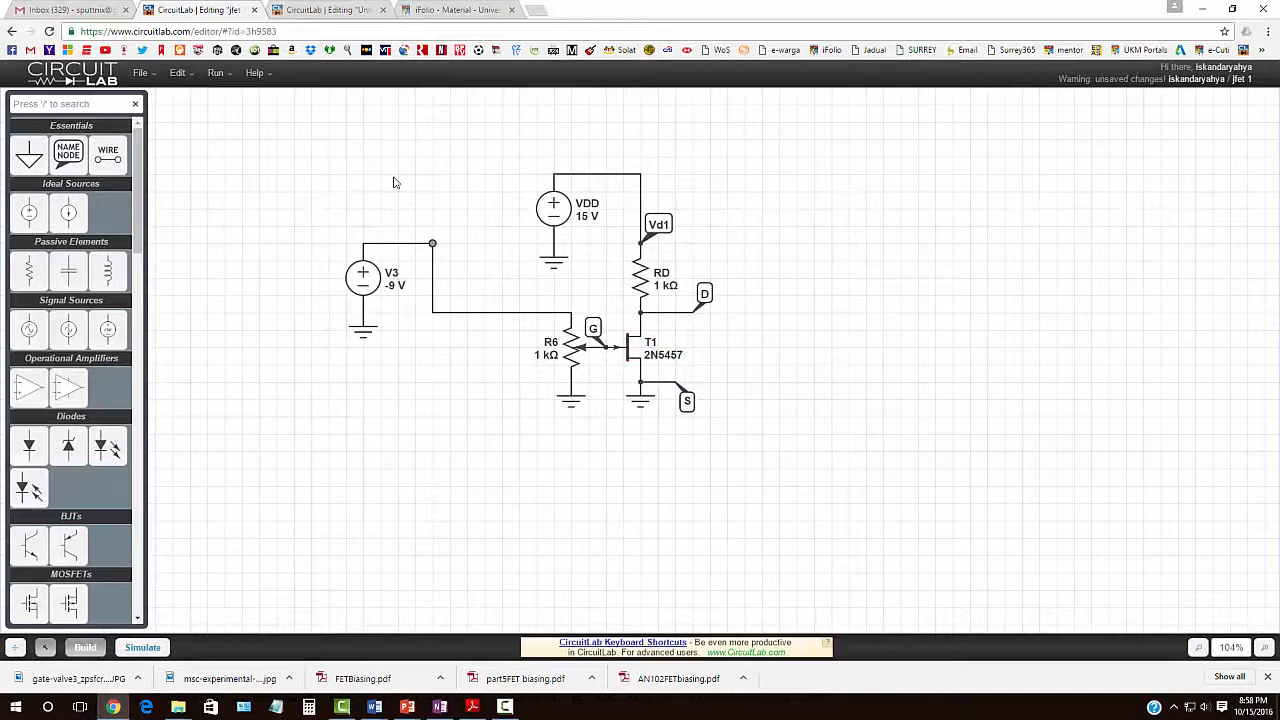 Inbox (329) - sputtnix@g
CircuitLab | Editing "jfet
CircuitLab | Editing "Unn
iFolio - Material - Univer
https://www.circuitlab.com/editor/#?id=3h9583
Solat
WoS
e-warga
iFolio
Jadual
SURREY
Email
Surrey365
mentor
UKM Portals
e-Cuti
»
CIRCUIT LAB
File
Edit
Run
Help
Hi there, iskandaryahya
Warning: unsaved changes! iskandaryahya / jfet 1
Press '/' to search
Essentials
NAME NODE
WIRE
Ideal Sources
Passive Elements
Signal Sources
Operational Amplifiers
Diodes
BJTs
MOSFETs
VDD
15 V
Vd1
V3
-9 V
RD
1 kΩ
D
G
R6
1 kΩ
T1
2N5457
S
Build
Simulate
CircuitLab Keyboard Shortcuts - Be even more productive
in CircuitLab. For advanced users www.CircuitLab.com
104%
gate-valve3_zpsfcr....JPG
msc-experimental-....jpg
FETBiasing.pdf
part5FET biasing.pdf
AN102FETbiasing.pdf
Show all
8:58 PM
10/15/2016